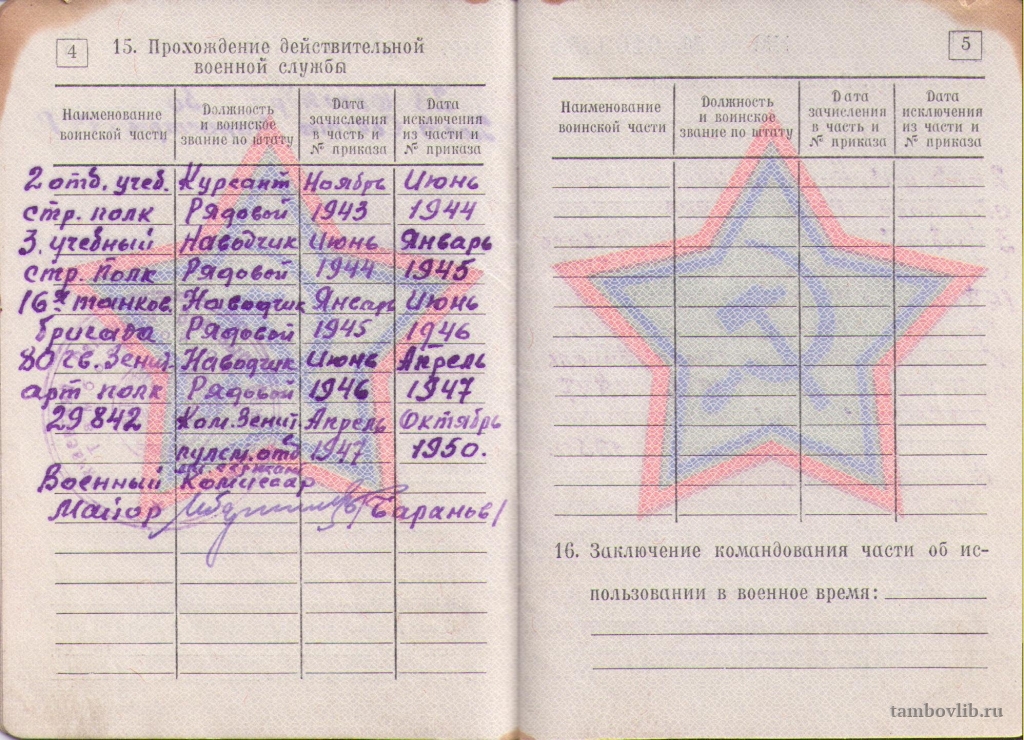 4
15. Прохождение действительной
военной службы
Наименование воинской части | Должность и воинское звание по штату | Дата зачисления в часть и № приказа | Дата исключения из части и № приказа
2 отд. учеб. Курсант Ноябрь Июнь
стр. полк Рядовой 1943 1944
3. учебный Наводчик Июнь Январь
стр. полк Рядовой 1944 1945
16я танков. Наводчик Январь Июнь
бригада Рядовой 1945 1946
80 гв. Зенит Наводчик Июнь Апрель
арт полк Рядовой 1946 1947
29842 Ком. Зенит Апрель Октябрь
пулем. отд 1947 1950.
Военный Комиссар
Майор
5
Наименование воинской части | Должность и воинское звание по штату | Дата зачисления в часть и № приказа | Дата исключения из части и № приказа
16. Заключение командования части об ис-
пользовании в военное время:
tambovlib.ru